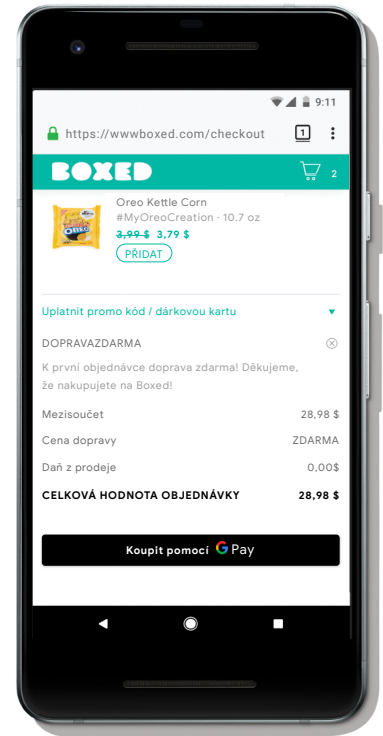 9:11
https://wwwboxed.com/checkout
1
BOXED
2
Oreo Kettle Corn
#MyOreoCreation · 10.7 oz
3,99 $ 3,79 $
PŘIDAT
Uplatnit promo kód / dárkovou kartu
DOPRAVAZDARMA
K první objednávce doprava zdarma! Děkujeme,
že nakupujete na Boxed!
Mezisoučet 28,98 $
Cena dopravy ZDARMA
Daň z prodeje 0,00$
CELKOVÁ HODNOTA OBJEDNÁVKY 28,98 $
Koupit pomocí G Pay